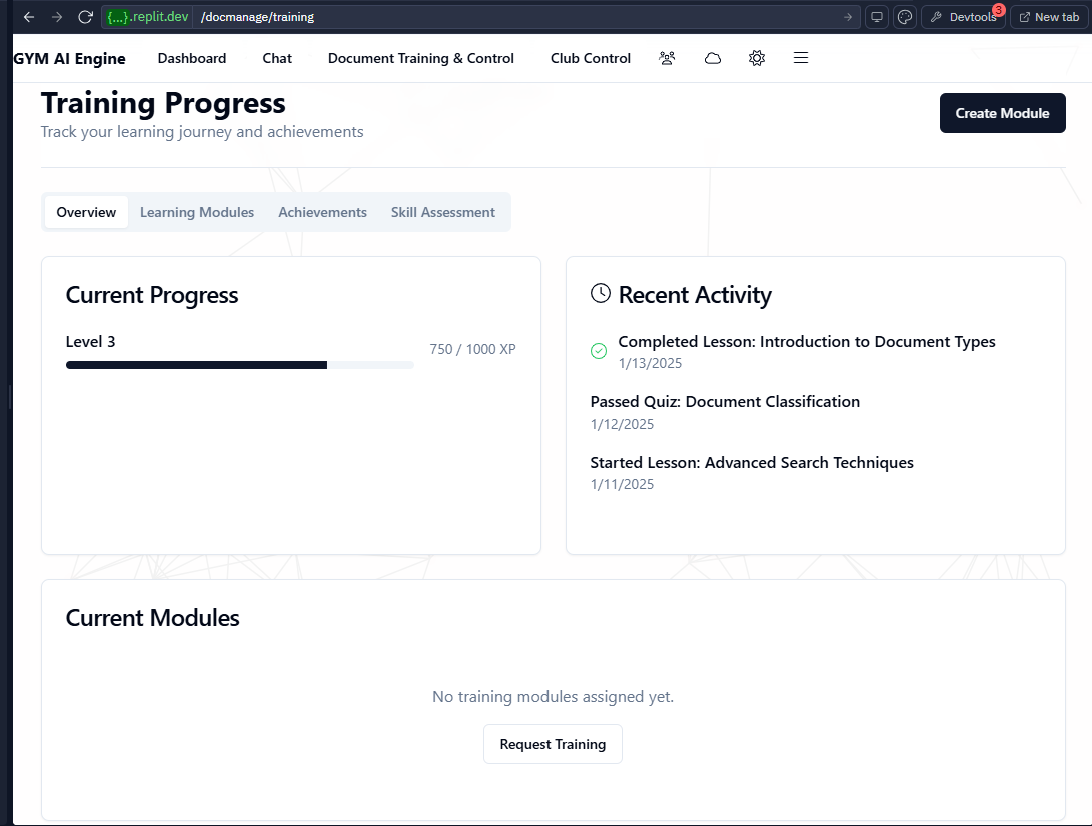 {...}.replit.dev /docmanage/training Devtools 3 New tab
GYM AI Engine Dashboard Chat Document Training & Control Club Control
Training Progress
Track your learning journey and achievements
Create Module
Overview Learning Modules Achievements Skill Assessment
Current Progress
Level 3
750 / 1000 XP
Recent Activity
Completed Lesson: Introduction to Document Types
1/13/2025
Passed Quiz: Document Classification
1/12/2025
Started Lesson: Advanced Search Techniques
1/11/2025
Current Modules
No training modules assigned yet.
Request Training